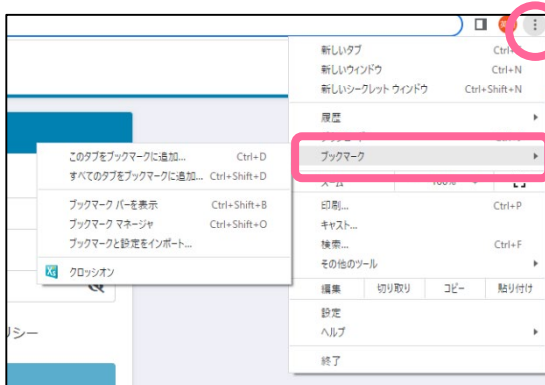 新しいタブ
新しいウィンドウ Ctrl+N
新しいシークレット ウィンドウ Ctrl+Shift+N
履歴
ブックマーク
このタブをブックマークに追加... Ctrl+D
すべてのタブをブックマークに追加... Ctrl+Shift+D
ブックマーク バーを表示 Ctrl+Shift+B
ブックマーク マネージャ Ctrl+Shift+O
ブックマークと設定をインポート...
クロッシオン
印刷... Ctrl+P
キャスト...
検索... Ctrl+F
その他のツール
編集 切り取り コピー 貼り付け
設定
ヘルプ
終了
リシー